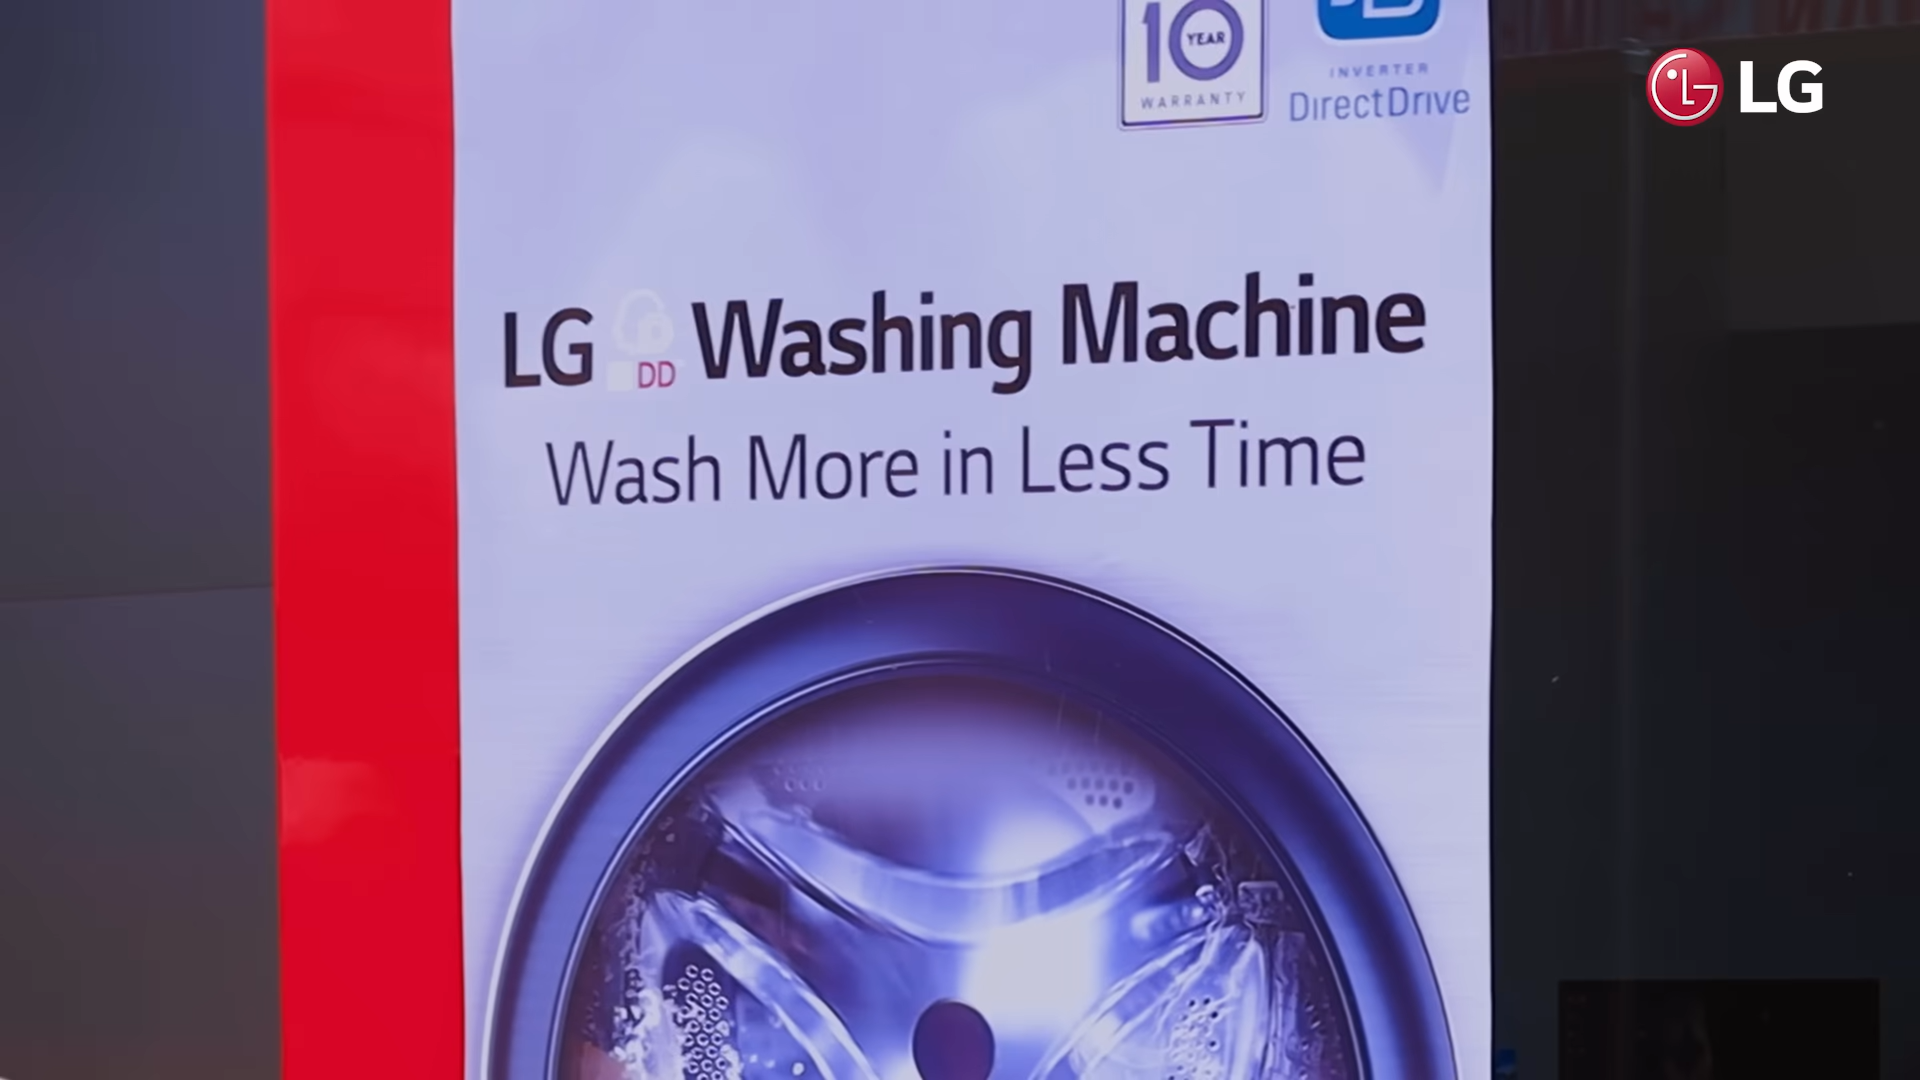 10 YEAR
WARRANTY
INVERTER
DirectDrive
LG
LG DD Washing Machine
Wash More in Less Time